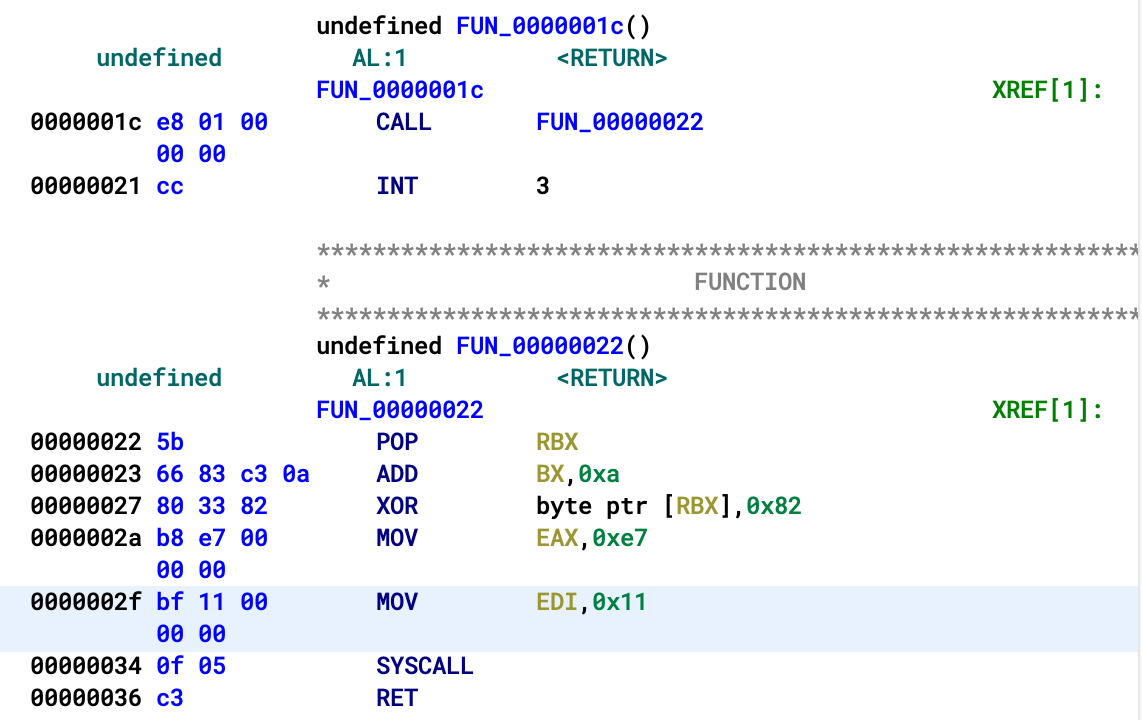 undefined FUN_0000001c()
undefined AL:1 <RETURN>
FUN_0000001c XREF[1]:
0000001c e8 01 00 CALL FUN_00000022
00 00
00000021 cc INT 3
***********************************************************
* FUNCTION
***********************************************************
undefined FUN_00000022()
undefined AL:1 <RETURN>
FUN_00000022 XREF[1]:
00000022 5b POP RBX
00000023 66 83 c3 0a ADD BX,0xa
00000027 80 33 82 XOR byte ptr [RBX],0x82
0000002a b8 e7 00 MOV EAX,0xe7
00 00
0000002f bf 11 00 MOV EDI,0x11
00 00
00000034 0f 05 SYSCALL
00000036 c3 RET